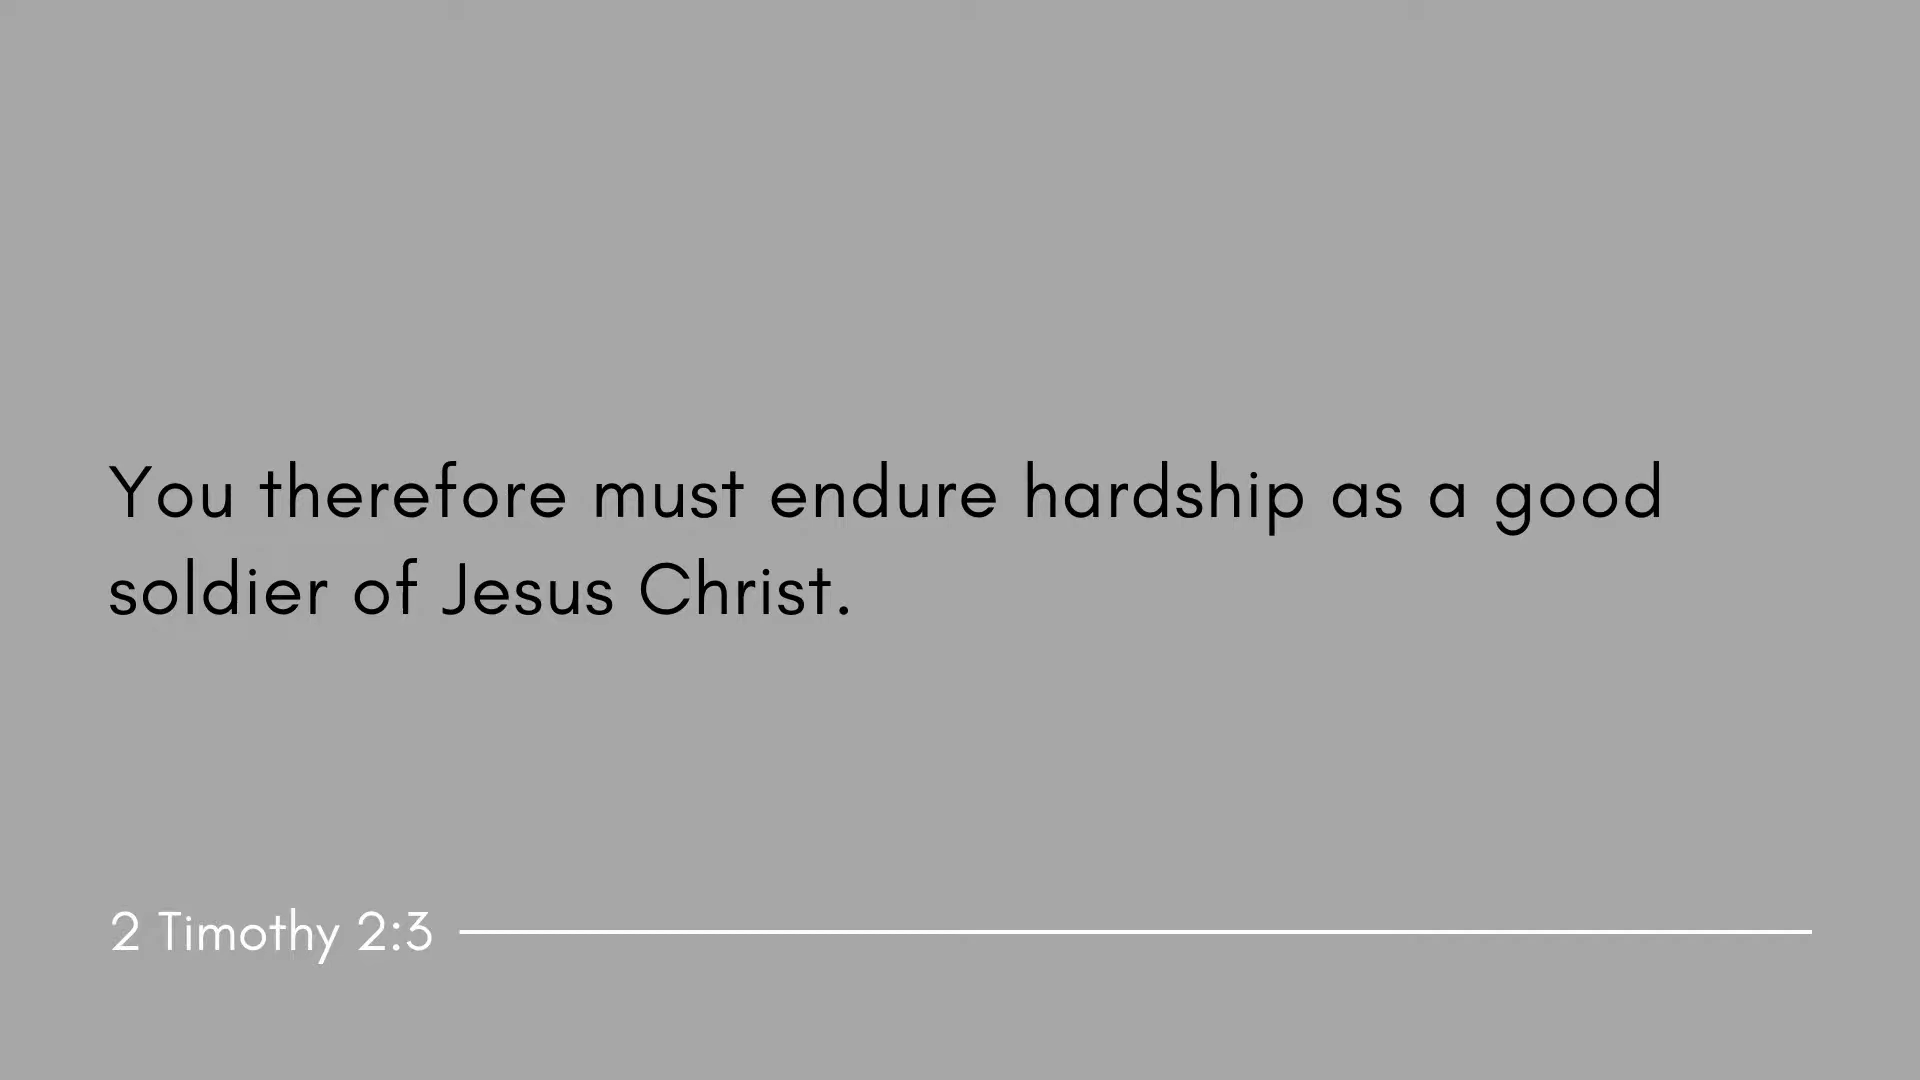 You therefore must endure hardship as a good
soldier of Jesus Christ.
2 Timothy 2:3